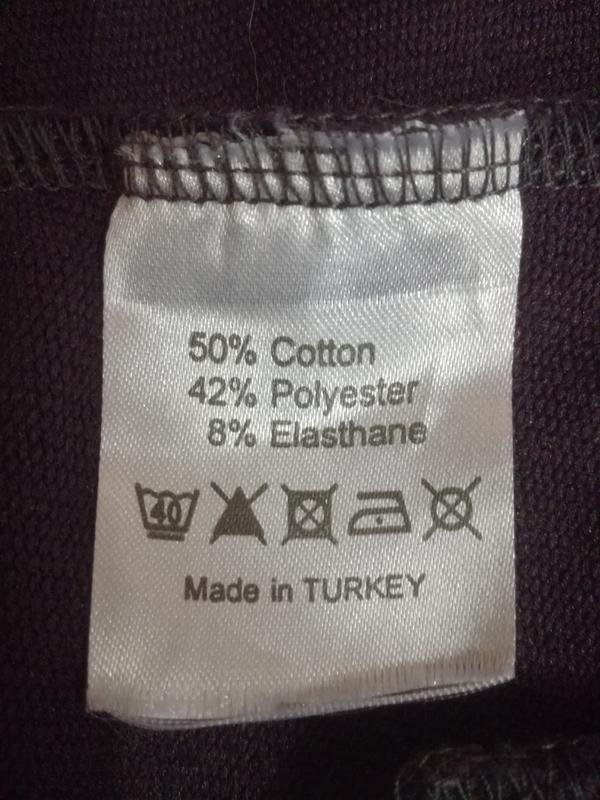 50% Cotton
42% Polyester
8% Elasthane
40
Made in TURKEY